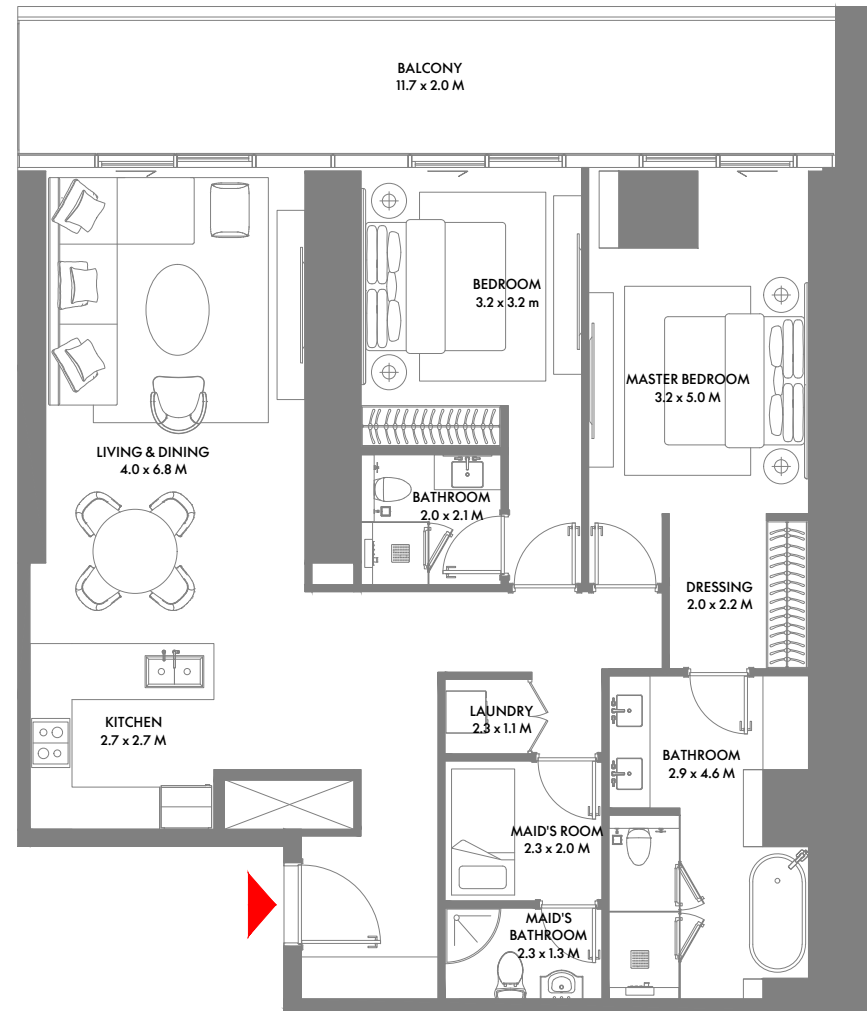 BALCONY
11.7 x 2.0 M
BEDROOM
3.2 x 3.2 m
MASTER BEDROOM
3.2 x 5.0 M
LIVING & DINING
4.0 x 6.8 M
BATHROOM
2.0 x 2.1 M
DRESSING
2.0 x 2.2 M
LAUNDRY
2.3 x 1.1 M
KITCHEN
2.7 x 2.7 M
BATHROOM
2.9 x 4.6 M
MAID'S ROOM
2.3 x 2.0 M
MAID'S
BATHROOM
2.3 x 1.3 M